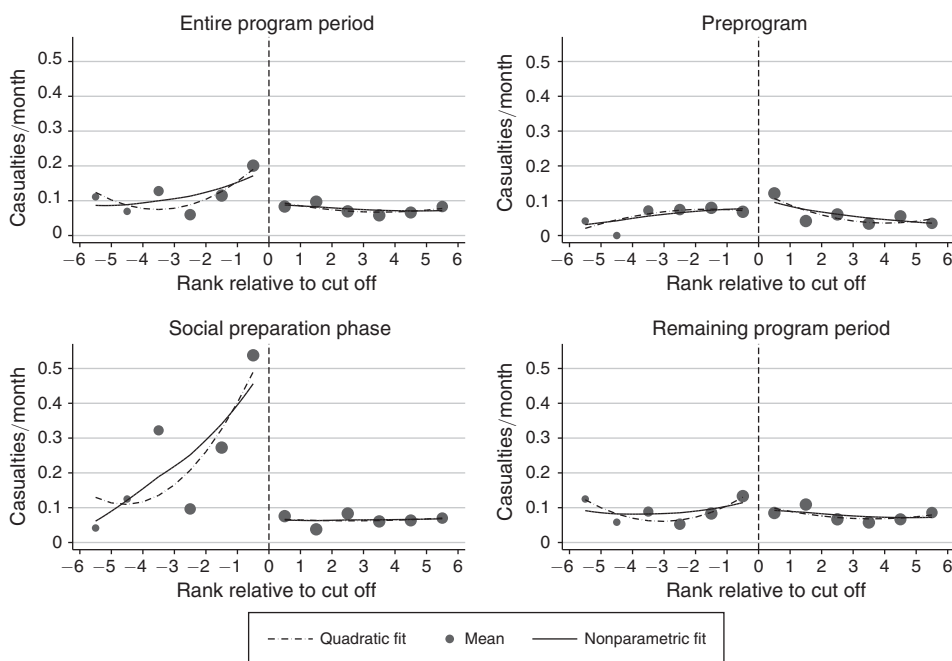 Entire program period
Casualties/month
0.5
0.4
0.3
0.2
0.1
0
−6 −5 −4 −3 −2 −1 0 1 2 3 4 5 6
Rank relative to cut off
Preprogram
Casualties/month
0.5
0.4
0.3
0.2
0.1
0
−6 −5 −4 −3 −2 −1 0 1 2 3 4 5 6
Rank relative to cut off
Social preparation phase
Casualties/month
0.5
0.4
0.3
0.2
0.1
0
−6 −5 −4 −3 −2 −1 0 1 2 3 4 5 6
Rank relative to cut off
Remaining program period
Casualties/month
0.5
0.4
0.3
0.2
0.1
0
−6 −5 −4 −3 −2 −1 0 1 2 3 4 5 6
Rank relative to cut off
Quadratic fit Mean Nonparametric fit